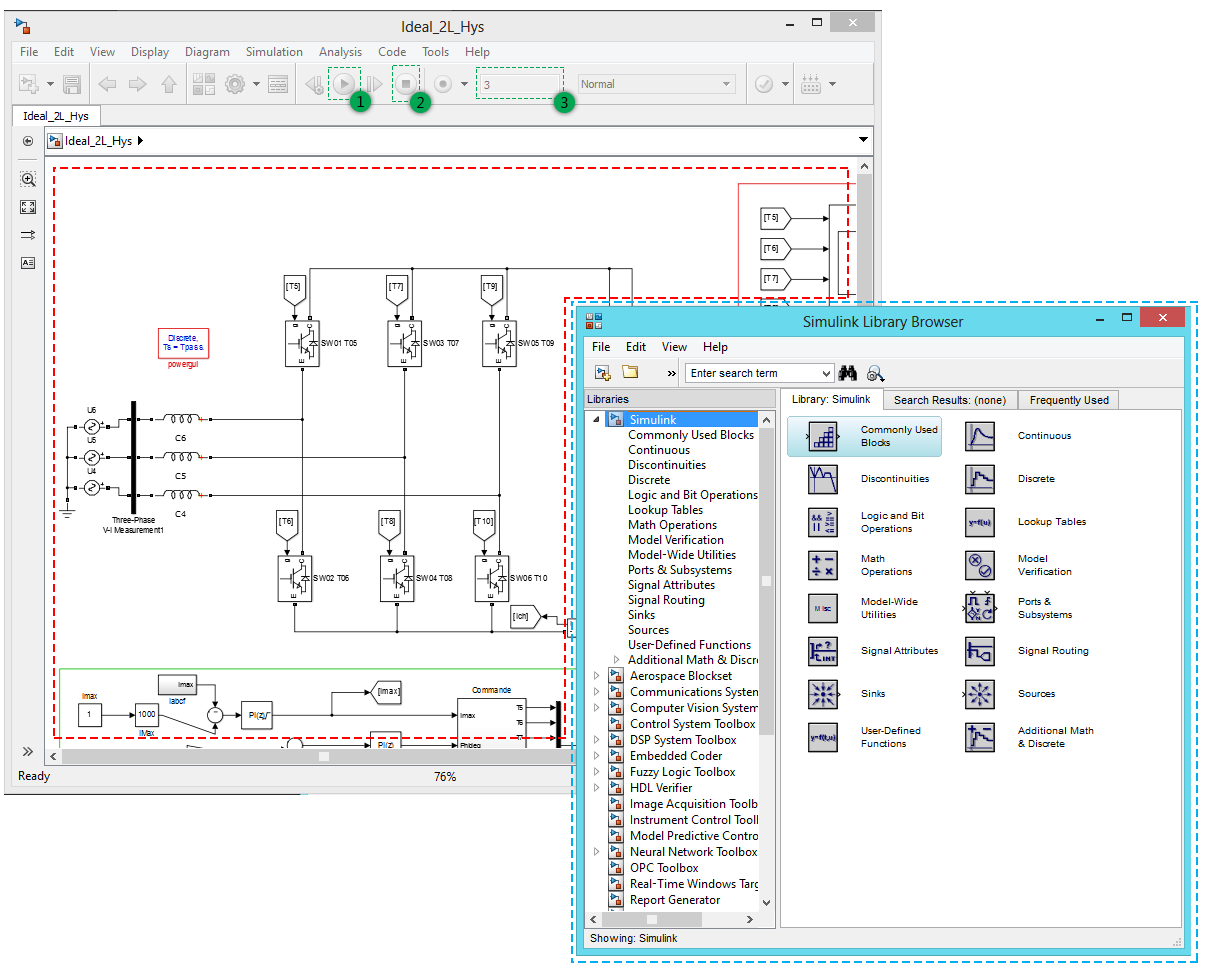 Ideal_2L_Hys
File Edit View Display Diagram Simulation Analysis Code Tools Help
3 Normal
1 2 3
Ideal_2L_Hys
Ideal_2L_Hys
[T5]
[T6]
[T7]
[T5] [T7] [T9]
SW01 T05 SW03 T07 SW05 T09
Discrete,
Ts = Tpass.
powergui
U6
U5
U4
C6
C5
C4
Three-Phase
V-I Measurement1
[T6] [T8] [T10]
SW02 T06 SW04 T08 SW06 T10
[Ich]
Imax
1
1000
IMax
Imax
Iabcf
PI(z)
[Imax]
Commande
Imax
T5
T6
T7
PI(z)
Phideg
Ready 76%
Simulink Library Browser
File Edit View Help
Enter search term
Libraries
Simulink
Commonly Used Blocks
Continuous
Discontinuities
Discrete
Logic and Bit Operations
Lookup Tables
Math Operations
Model Verification
Model-Wide Utilities
Ports & Subsystems
Signal Attributes
Signal Routing
Sinks
Sources
User-Defined Functions
Additional Math & Discre
Aerospace Blockset
Communications System
Computer Vision System
Control System Toolbox
DSP System Toolbox
Embedded Coder
Fuzzy Logic Toolbox
HDL Verifier
Image Acquisition Toolb
Instrument Control Tooll
Model Predictive Contro
Neural Network Toolbox
OPC Toolbox
Real-Time Windows Targ
Report Generator
Library: Simulink Search Results: (none) Frequently Used
Commonly Used
Blocks
Continuous
Discontinuities
Discrete
Logic and Bit
Operations
y=f(u)
Lookup Tables
Math
Operations
Model
Verification
Misc
Model-Wide
Utilities
Ports &
Subsystems
Signal Attributes
Signal Routing
Sinks
Sources
y=f(t,u)
User-Defined
Functions
Additional Math
& Discrete
Showing: Simulink